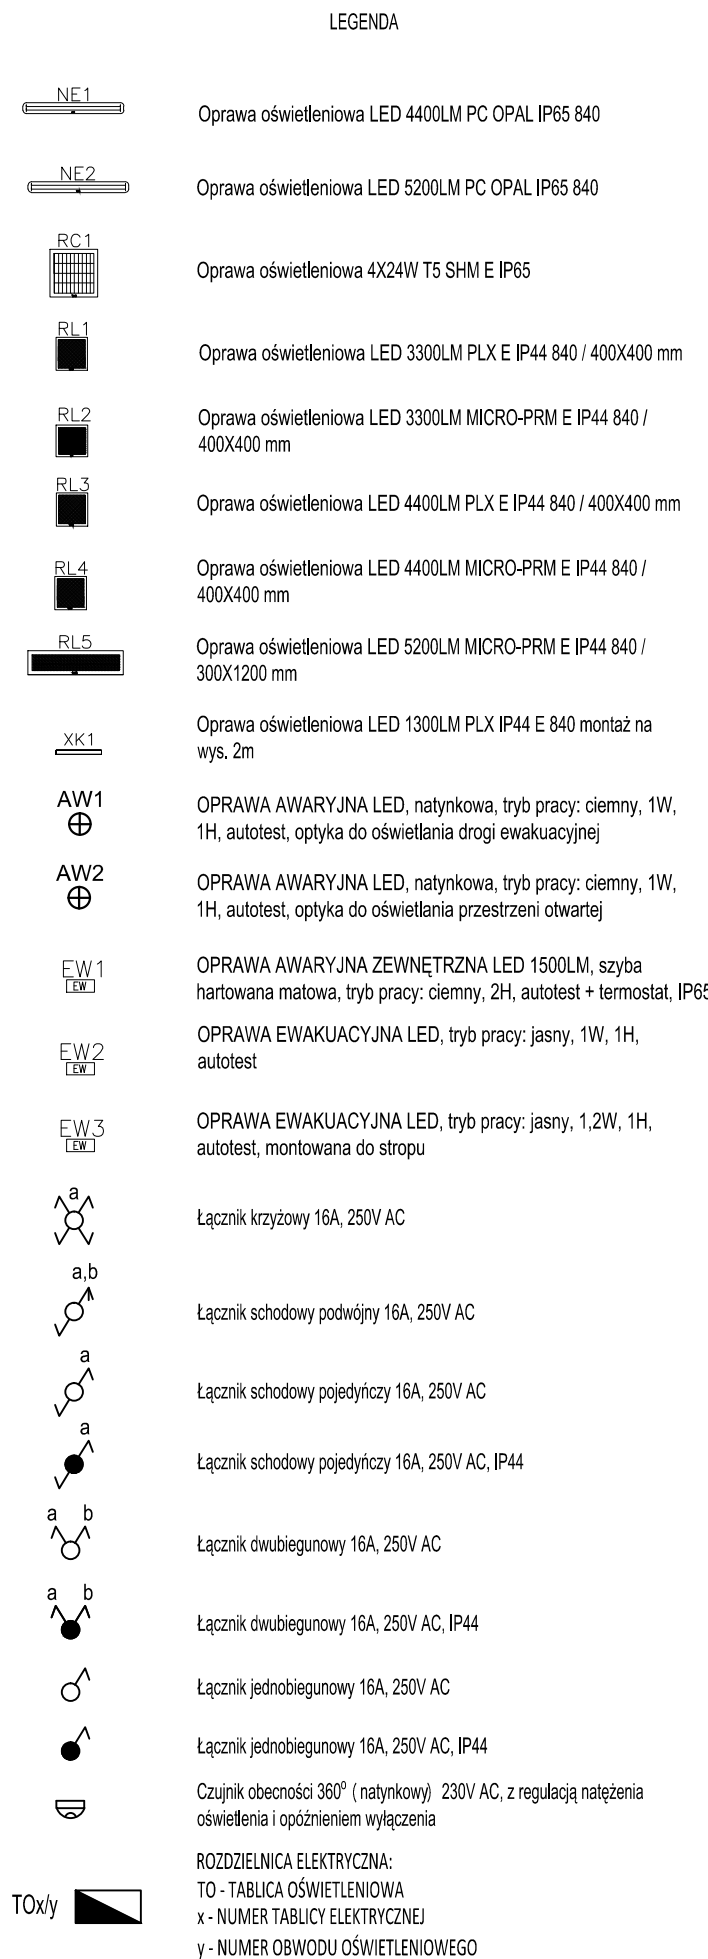 LEGENDA
NE1
Oprawa oświetleniowa LED 4400LM PC OPAL IP65 840
NE2
Oprawa oświetleniowa LED 5200LM PC OPAL IP65 840
RC1
Oprawa oświetleniowa 4X24W T5 SHM E IP65
RL1
Oprawa oświetleniowa LED 3300LM PLX E IP44 840 / 400X400 mm
RL2
Oprawa oświetleniowa LED 3300LM MICRO-PRM E IP44 840 /
400X400 mm
RL3
Oprawa oświetleniowa LED 4400LM PLX E IP44 840 / 400X400 mm
RL4
Oprawa oświetleniowa LED 4400LM MICRO-PRM E IP44 840 /
400X400 mm
RL5
Oprawa oświetleniowa LED 5200LM MICRO-PRM E IP44 840 /
300X1200 mm
XK1
Oprawa oświetleniowa LED 1300LM PLX IP44 E 840 montaż na
wys. 2m
AW1
OPRAWA AWARYJNA LED, natynkowa, tryb pracy: ciemny, 1W,
1H, autotest, optyka do oświetlania drogi ewakuacyjnej
AW2
OPRAWA AWARYJNA LED, natynkowa, tryb pracy: ciemny, 1W,
1H, autotest, optyka do oświetlania przestrzeni otwartej
EW1
EW
OPRAWA AWARYJNA ZEWNĘTRZNA LED 1500LM, szyba
hartowana matowa, tryb pracy: ciemny, 2H, autotest + termostat, IP65
EW2
EW
OPRAWA EWAKUACYJNA LED, tryb pracy: jasny, 1W, 1H,
autotest
EW3
EW
OPRAWA EWAKUACYJNA LED, tryb pracy: jasny, 1,2W, 1H,
autotest, montowana do stropu
a
Łącznik krzyżowy 16A, 250V AC
a,b
Łącznik schodowy podwójny 16A, 250V AC
a
Łącznik schodowy pojedyńczy 16A, 250V AC
a
Łącznik schodowy pojedyńczy 16A, 250V AC, IP44
a b
Łącznik dwubiegunowy 16A, 250V AC
a b
Łącznik dwubiegunowy 16A, 250V AC, IP44
Łącznik jednobiegunowy 16A, 250V AC
Łącznik jednobiegunowy 16A, 250V AC, IP44
Czujnik obecności 360° ( natynkowy) 230V AC, z regulacją natężenia
oświetlenia i opóźnieniem wyłączenia
ROZDZIELNICA ELEKTRYCZNA:
TO - TABLICA OŚWIETLENIOWA
TOx/y
x - NUMER TABLICY ELEKTRYCZNEJ
y - NUMER OBWODU OŚWIETLENIOWEGO